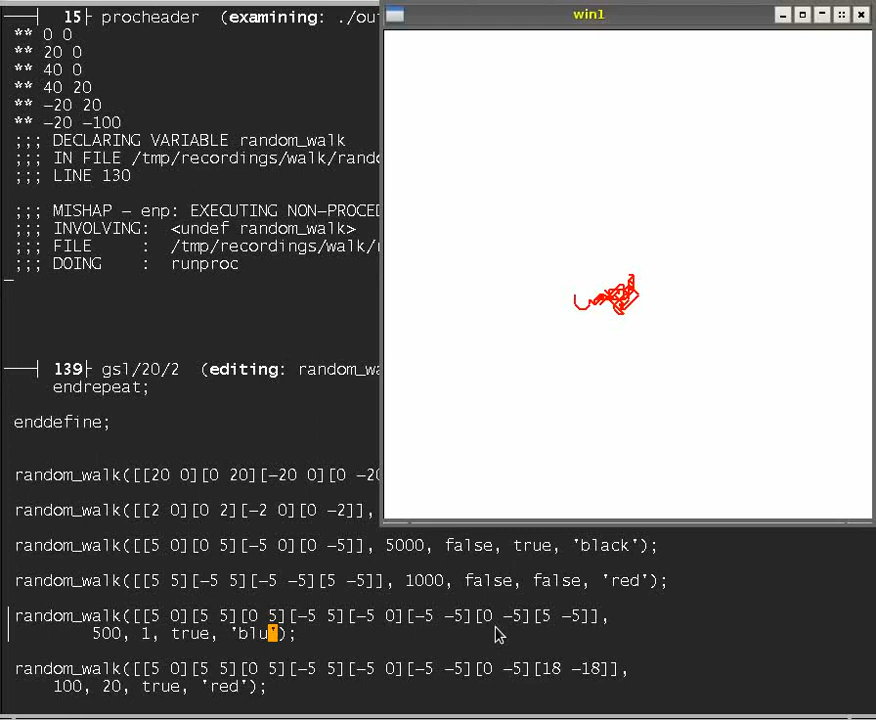 15 procheader (examining: ./ou
** 0 0
** 20 0
** 40 0
** 40 20
** -20 20
** -20 -100
;;; DECLARING VARIABLE random_walk
;;; IN FILE /tmp/recordings/walk/rand
;;; LINE 130
;;; MISHAP - enp: EXECUTING NON-PROCED
;;; INVOLVING: <undef random_walk>
;;; FILE : /tmp/recordings/walk/r
;;; DOING : runproc
win1
139 gsl/20/2 (editing: random_wa
endrepeat;
enddefine;
random_walk([[20 0][0 20][-20 0][0 -20
random_walk([[2 0][0 2][-2 0][0 -2]],
random_walk([[5 0][0 5][-5 0][0 -5]], 5000, false, true, 'black');
random_walk([[5 5][-5 5][-5 -5][5 -5]], 1000, false, false, 'red');
random_walk([[5 0][5 5][0 5][-5 5][-5 0][-5 -5][0 -5][5 -5]],
500, 1, true, 'blu');
random_walk([[5 0][5 5][0 5][-5 5][-5 0][-5 -5][0 -5][18 -18]],
100, 20, true, 'red');